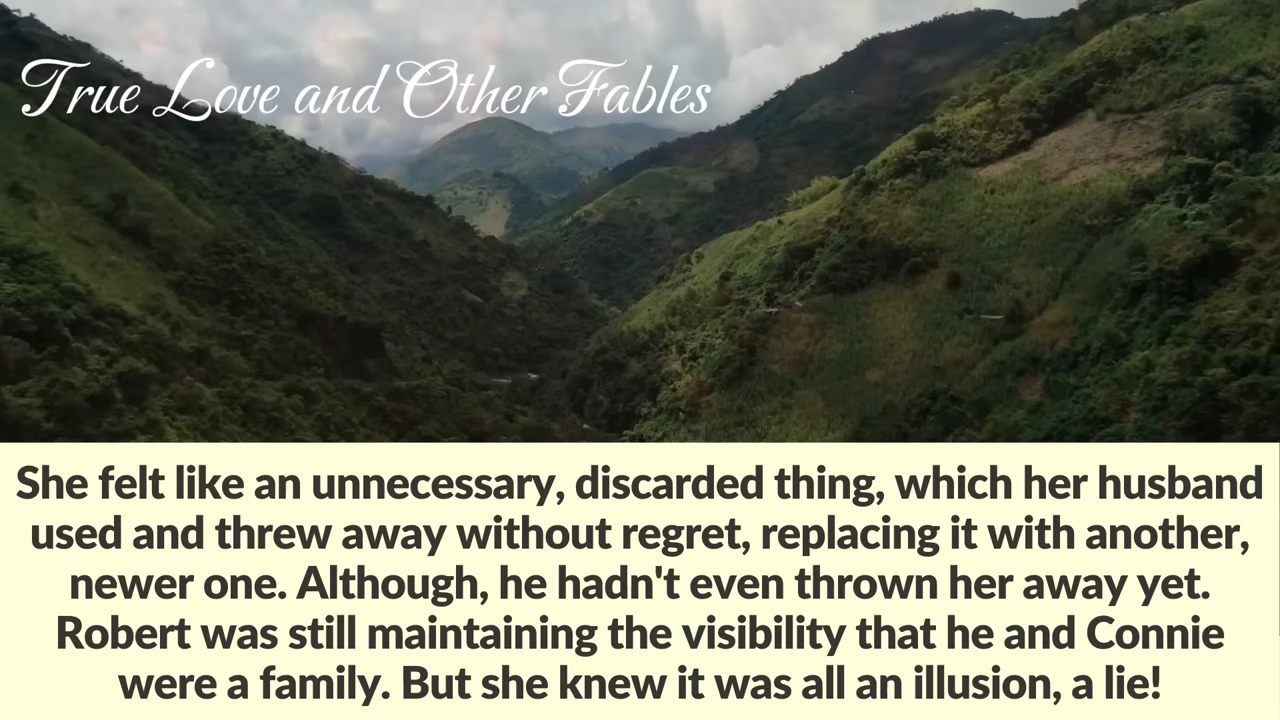 True Love and Other Fables
She felt like an unnecessary, discarded thing, which her husband
used and threw away without regret, replacing it with another,
newer one. Although, he hadn't even thrown her away yet.
Robert was still maintaining the visibility that he and Connie
were a family. But she knew it was all an illusion, a lie!